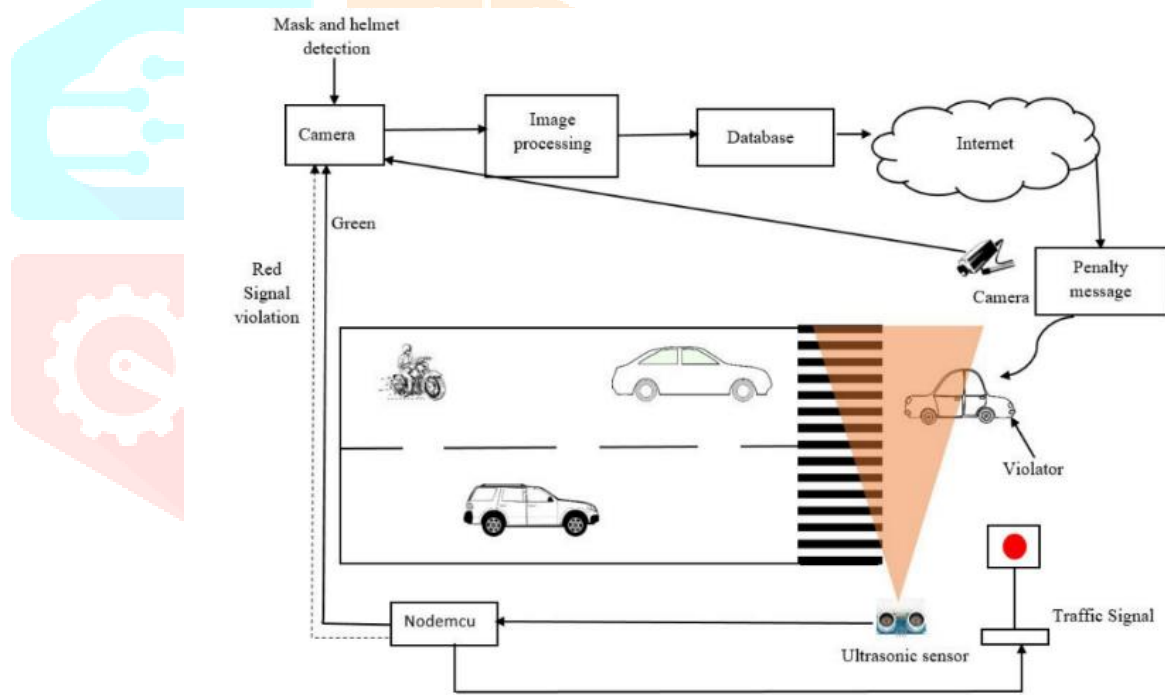 Mask and helmet
detection
Camera
Image
processing
Database
Internet
Green
Red
Signal
violation
Camera
Penalty
message
Violator
Nodemcu
Ultrasonic sensor
Traffic Signal